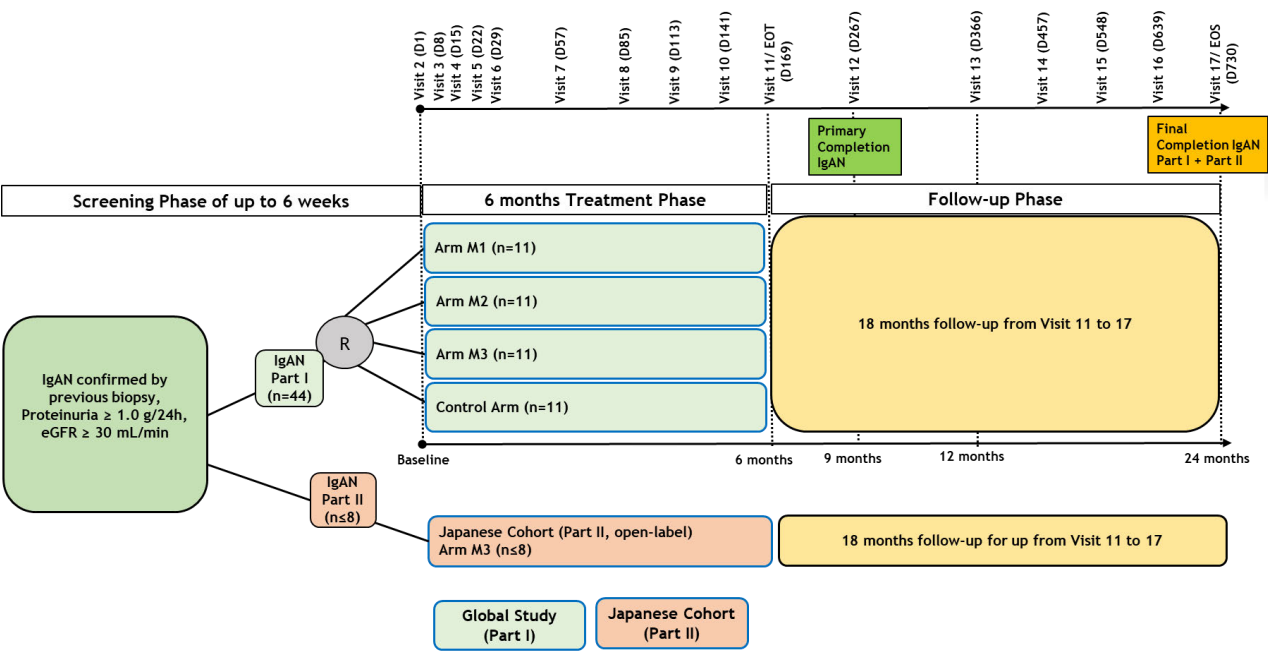 Visit 2 (D1)
Visit 3 (D8)
Visit 4 (D15)
Visit 5 (D22)
Visit 6 (D29)
Visit 7 (D57)
Visit 8 (D85)
Visit 9 (D113)
Visit 10 (D141)
Visit 11/ EOT
(D169)
Visit 12 (D267)
Visit 13 (D366)
Visit 14 (D457)
Visit 15 (D548)
Visit 16 (D639)
Visit 17/ EOS
(D730)
Primary
Completion
IgAN
Final
Completion IgAN
Part I + Part II
Screening Phase of up to 6 weeks
6 months Treatment Phase
Follow-up Phase
Arm M1 (n=11)
Arm M2 (n=11)
Arm M3 (n=11)
Control Arm (n=11)
18 months follow-up from Visit 11 to 17
R
IgAN
Part I
(n=44)
IgAN confirmed by
previous biopsy,
Proteinuria ≥ 1.0 g/24h,
eGFR ≥ 30 mL/min
Baseline
6 months
9 months
12 months
24 months
IgAN
Part II
(n≤8)
Japanese Cohort (Part II, open-label)
Arm M3 (n≤8)
18 months follow-up for up from Visit 11 to 17
Global Study
(Part I)
Japanese Cohort
(Part II)